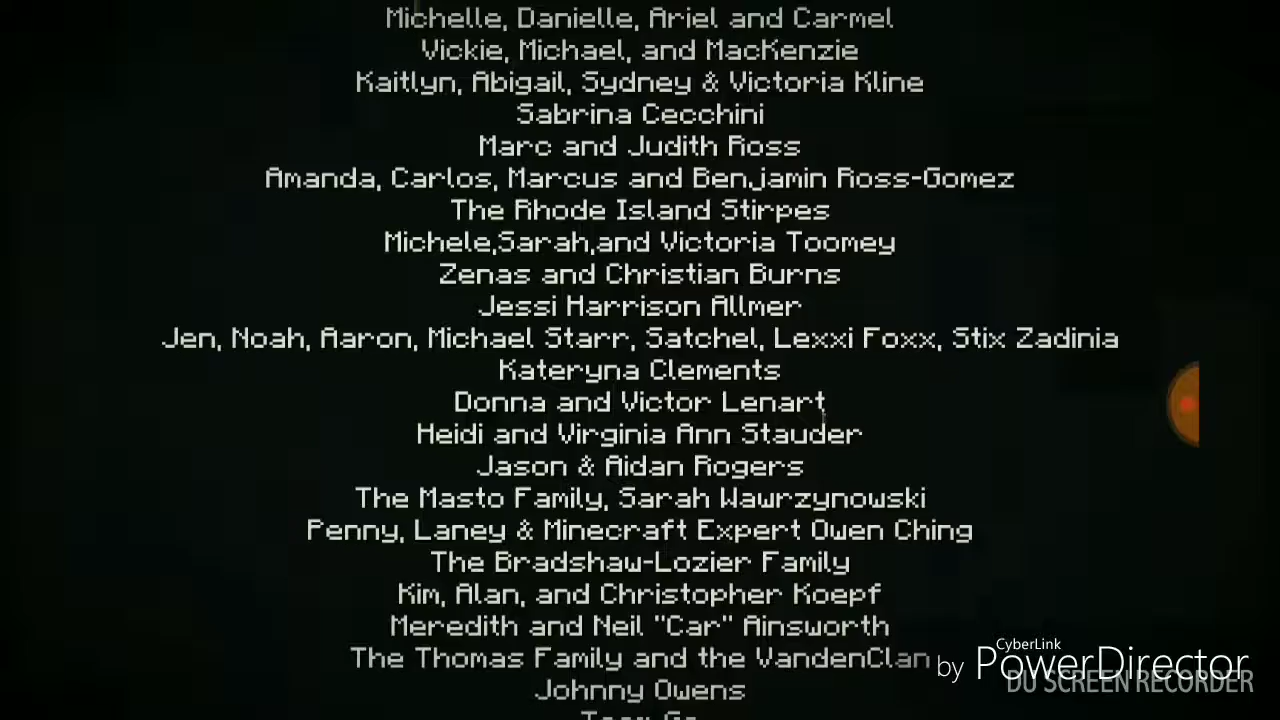 Michelle, Danielle, Ariel and Carmel
Vickie, Michael, and MacKenzie
Kaitlyn, Abigail, Sydney & Victoria Kline
Sabrina Cecchini
Marc and Judith Ross
Amanda, Carlos, Marcus and Benjamin Ross-Gomez
The Rhode Island Stirpes
Michele,Sarah,and Victoria Toomey
Zenas and Christian Burns
Jessi Harrison Allmer
Jen, Noah, Aaron, Michael Starr, Satchel, Lexxi Foxx, Stix Zadinia
Kateryna Clements
Donna and Victor Lenart
Heidi and Virginia Ann Stauder
Jason & Aidan Rogers
The Masto Family, Sarah Wawrzynowski
Penny, Laney & Minecraft Expert Owen Ching
The Bradshaw-Lozier Family
Kim, Alan, and Christopher Koepf
Meredith and Neil "Car" Ainsworth
The Thomas Family and the VandenClan
Johnny Owens
CyberLink
by PowerDirector
DU SCREEN RECORDER